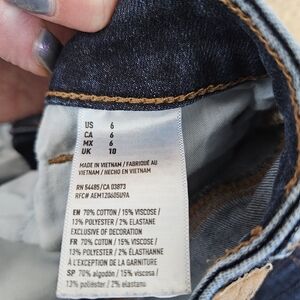 US 6
CA 6
MX 6
UK 10
MADE IN VIETNAM / FABRIQUÉ AU
VIETNAM / HECHO EN VIETNAM
RN 54485/CA 03873
RFC# AEM120605U9A
EN 70% COTTON / 15% VISCOSE /
13% POLYESTER / 2% ELASTANE
EXCLUSIVE OF DECORATION
FR 70% COTON / 15% VISCOSE /
13% POLYESTER / 2% ÉLASTHANNE
À L'EXCEPTION DE LA GARNITURE
SP 70% algodón / 15% viscosa /
13% poliéster / 2% elastano